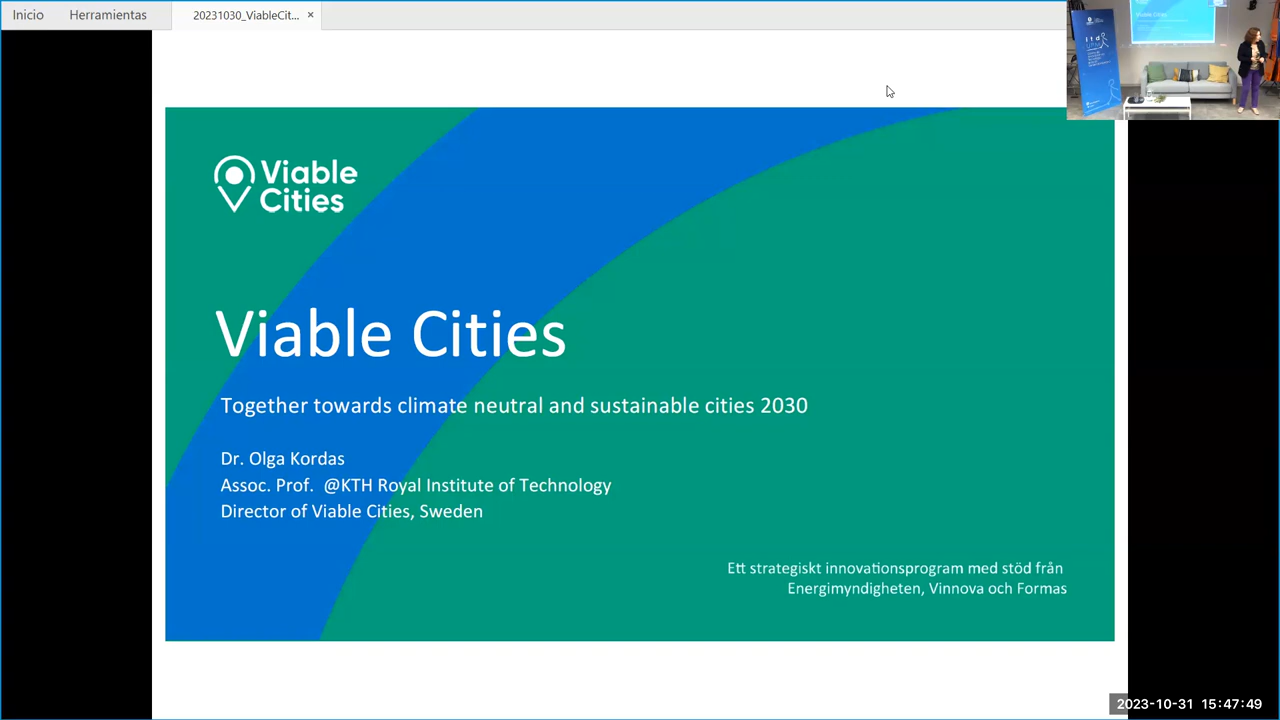 Inicio
Herramientas
20231030_ViableCit... ×
Viable
Cities
Viable Cities
Together towards climate neutral and sustainable cities 2030
Dr. Olga Kordas
Assoc. Prof. @KTH Royal Institute of Technology
Director of Viable Cities, Sweden
Ett strategiskt innovationsprogram med stöd från
Energimyndigheten, Vinnova och Formas
2023-10-31 15:47:49